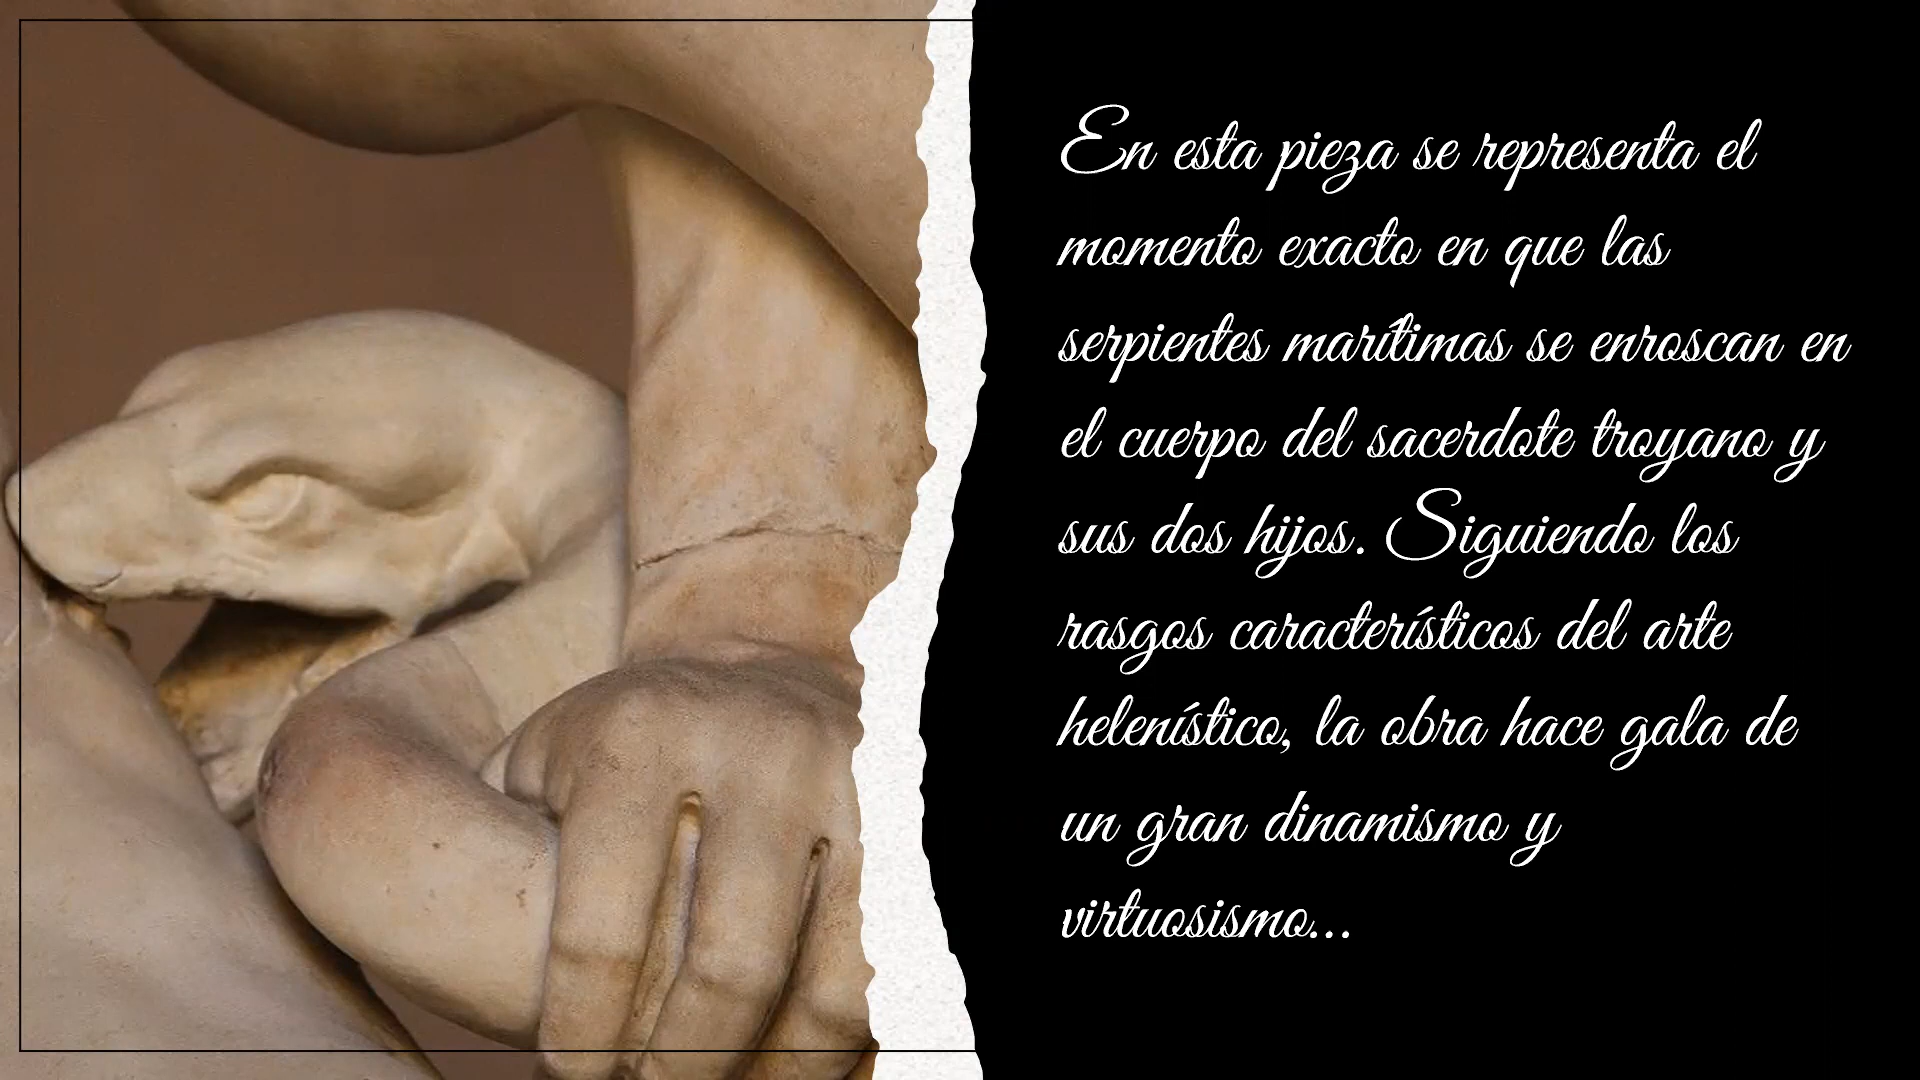 En esta pieza se representa el
momento exacto en que las
serpientes marítimas se enroscan en
el cuerpo del sacerdote troyano y
sus dos hijos. Siguiendo los
rasgos característicos del arte
helenístico, la obra hace gala de
un gran dinamismo y
virtuosismo...